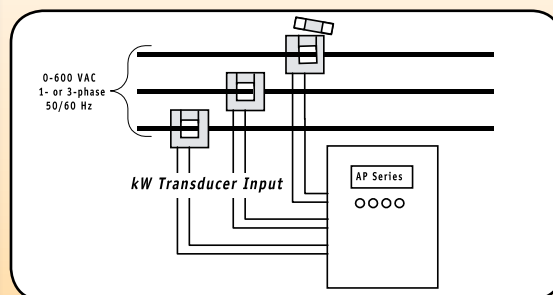 0-600 VAC
1- or 3-phase
50/60 Hz
kW Transducer Input
AP Series